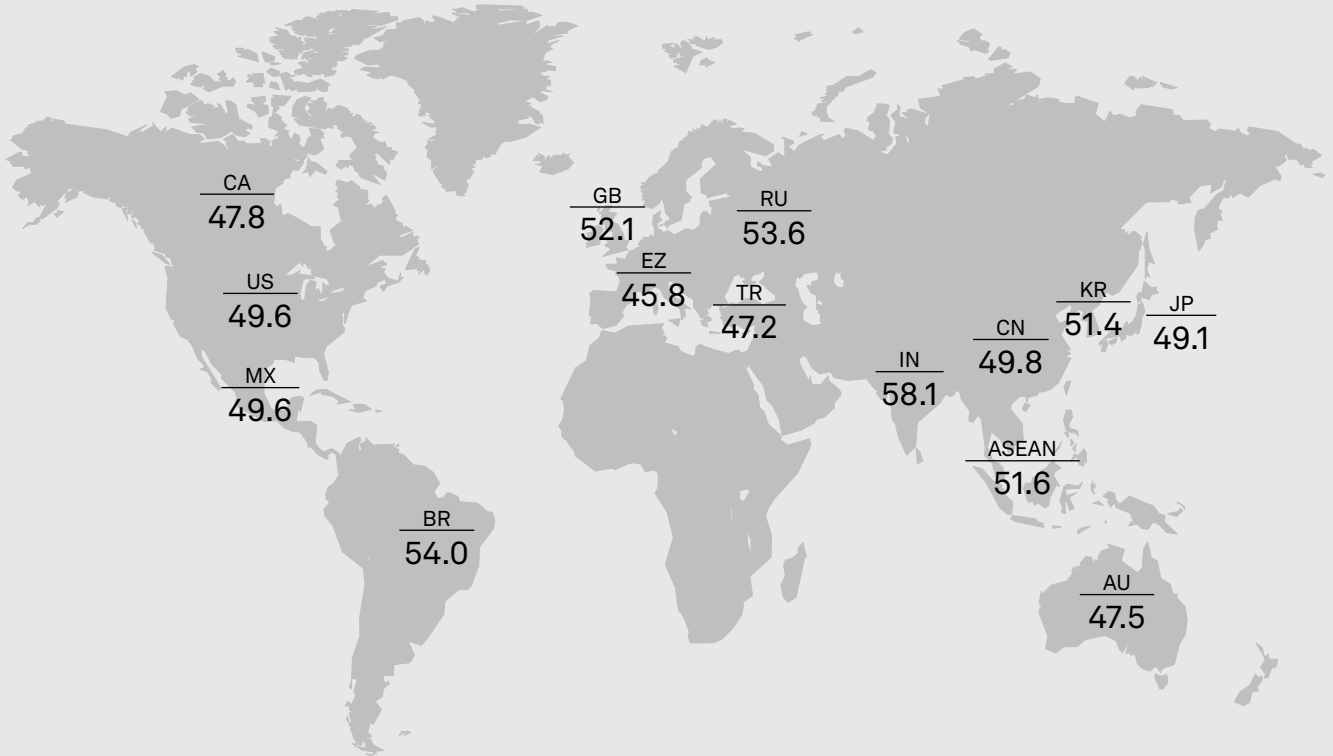 CA
47.8
GB
52.1
RU
53.6
EZ
45.8
US
49.6
TR
47.2
KR
51.4
JP
49.1
CN
49.8
IN
58.1
MX
49.6
ASEAN
51.6
BR
54.0
AU
47.5